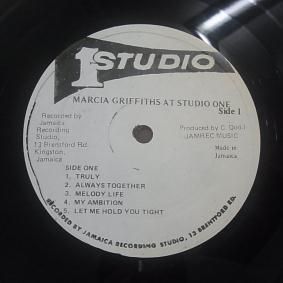 1 STUDIO
MARCIA GRIFFITHS AT STUDIO ONE
Side 1
Recorded by
Jamaica
Recording
Studio,
13 Brentford Rd.
Kingston,
Jamaica
Produced by C. Dodd
JAMREC MUSIC
Made in
Jamaica
SIDE ONE
1. TRULY
2. ALWAYS TOGETHER
3. MELODY LIFE
4. MY AMBITION
5. LET ME HOLD YOU TIGHT
RECORDED BY JAMAICA RECORDING STUDIO, 13 BRENTFORD RD.